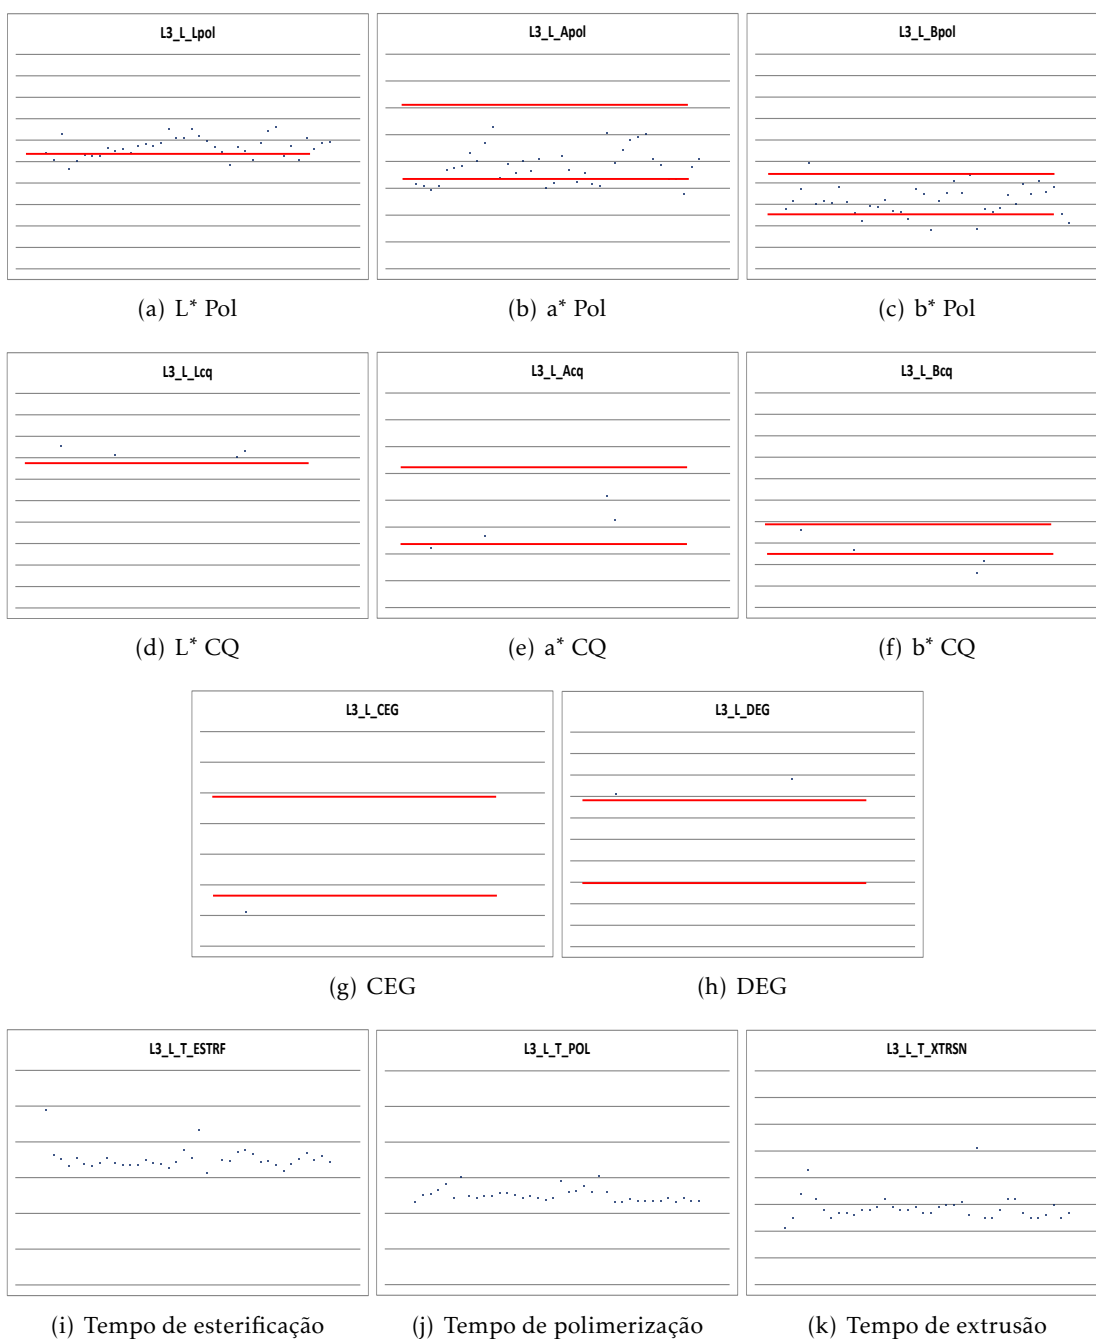 L3_L_Lpol
L3_L_Apol
L3_L_Bpol
(a) L* Pol
(b) a* Pol
(c) b* Pol
L3_L_Lcq
L3_L_Acq
L3_L_Bcq
(d) L* CQ
(e) a* CQ
(f) b* CQ
L3_L_CEG
L3_L_DEG
(g) CEG
(h) DEG
L3_L_T_ESTRF
L3_L_T_POL
L3_L_T_XTRSN
(i) Tempo de esterificação
(j) Tempo de polimerização
(k) Tempo de extrusão